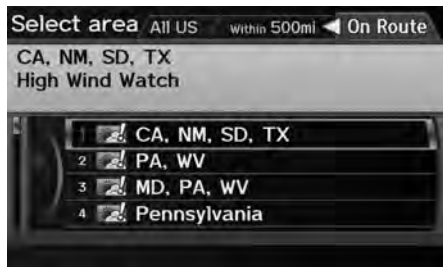 Select area All US Within 500mi On Route
CA, NM, SD, TX
High Wind Watch
1 CA, NM, SD, TX
2 PA, WV
3 MD, PA, WV
4 Pennsylvania